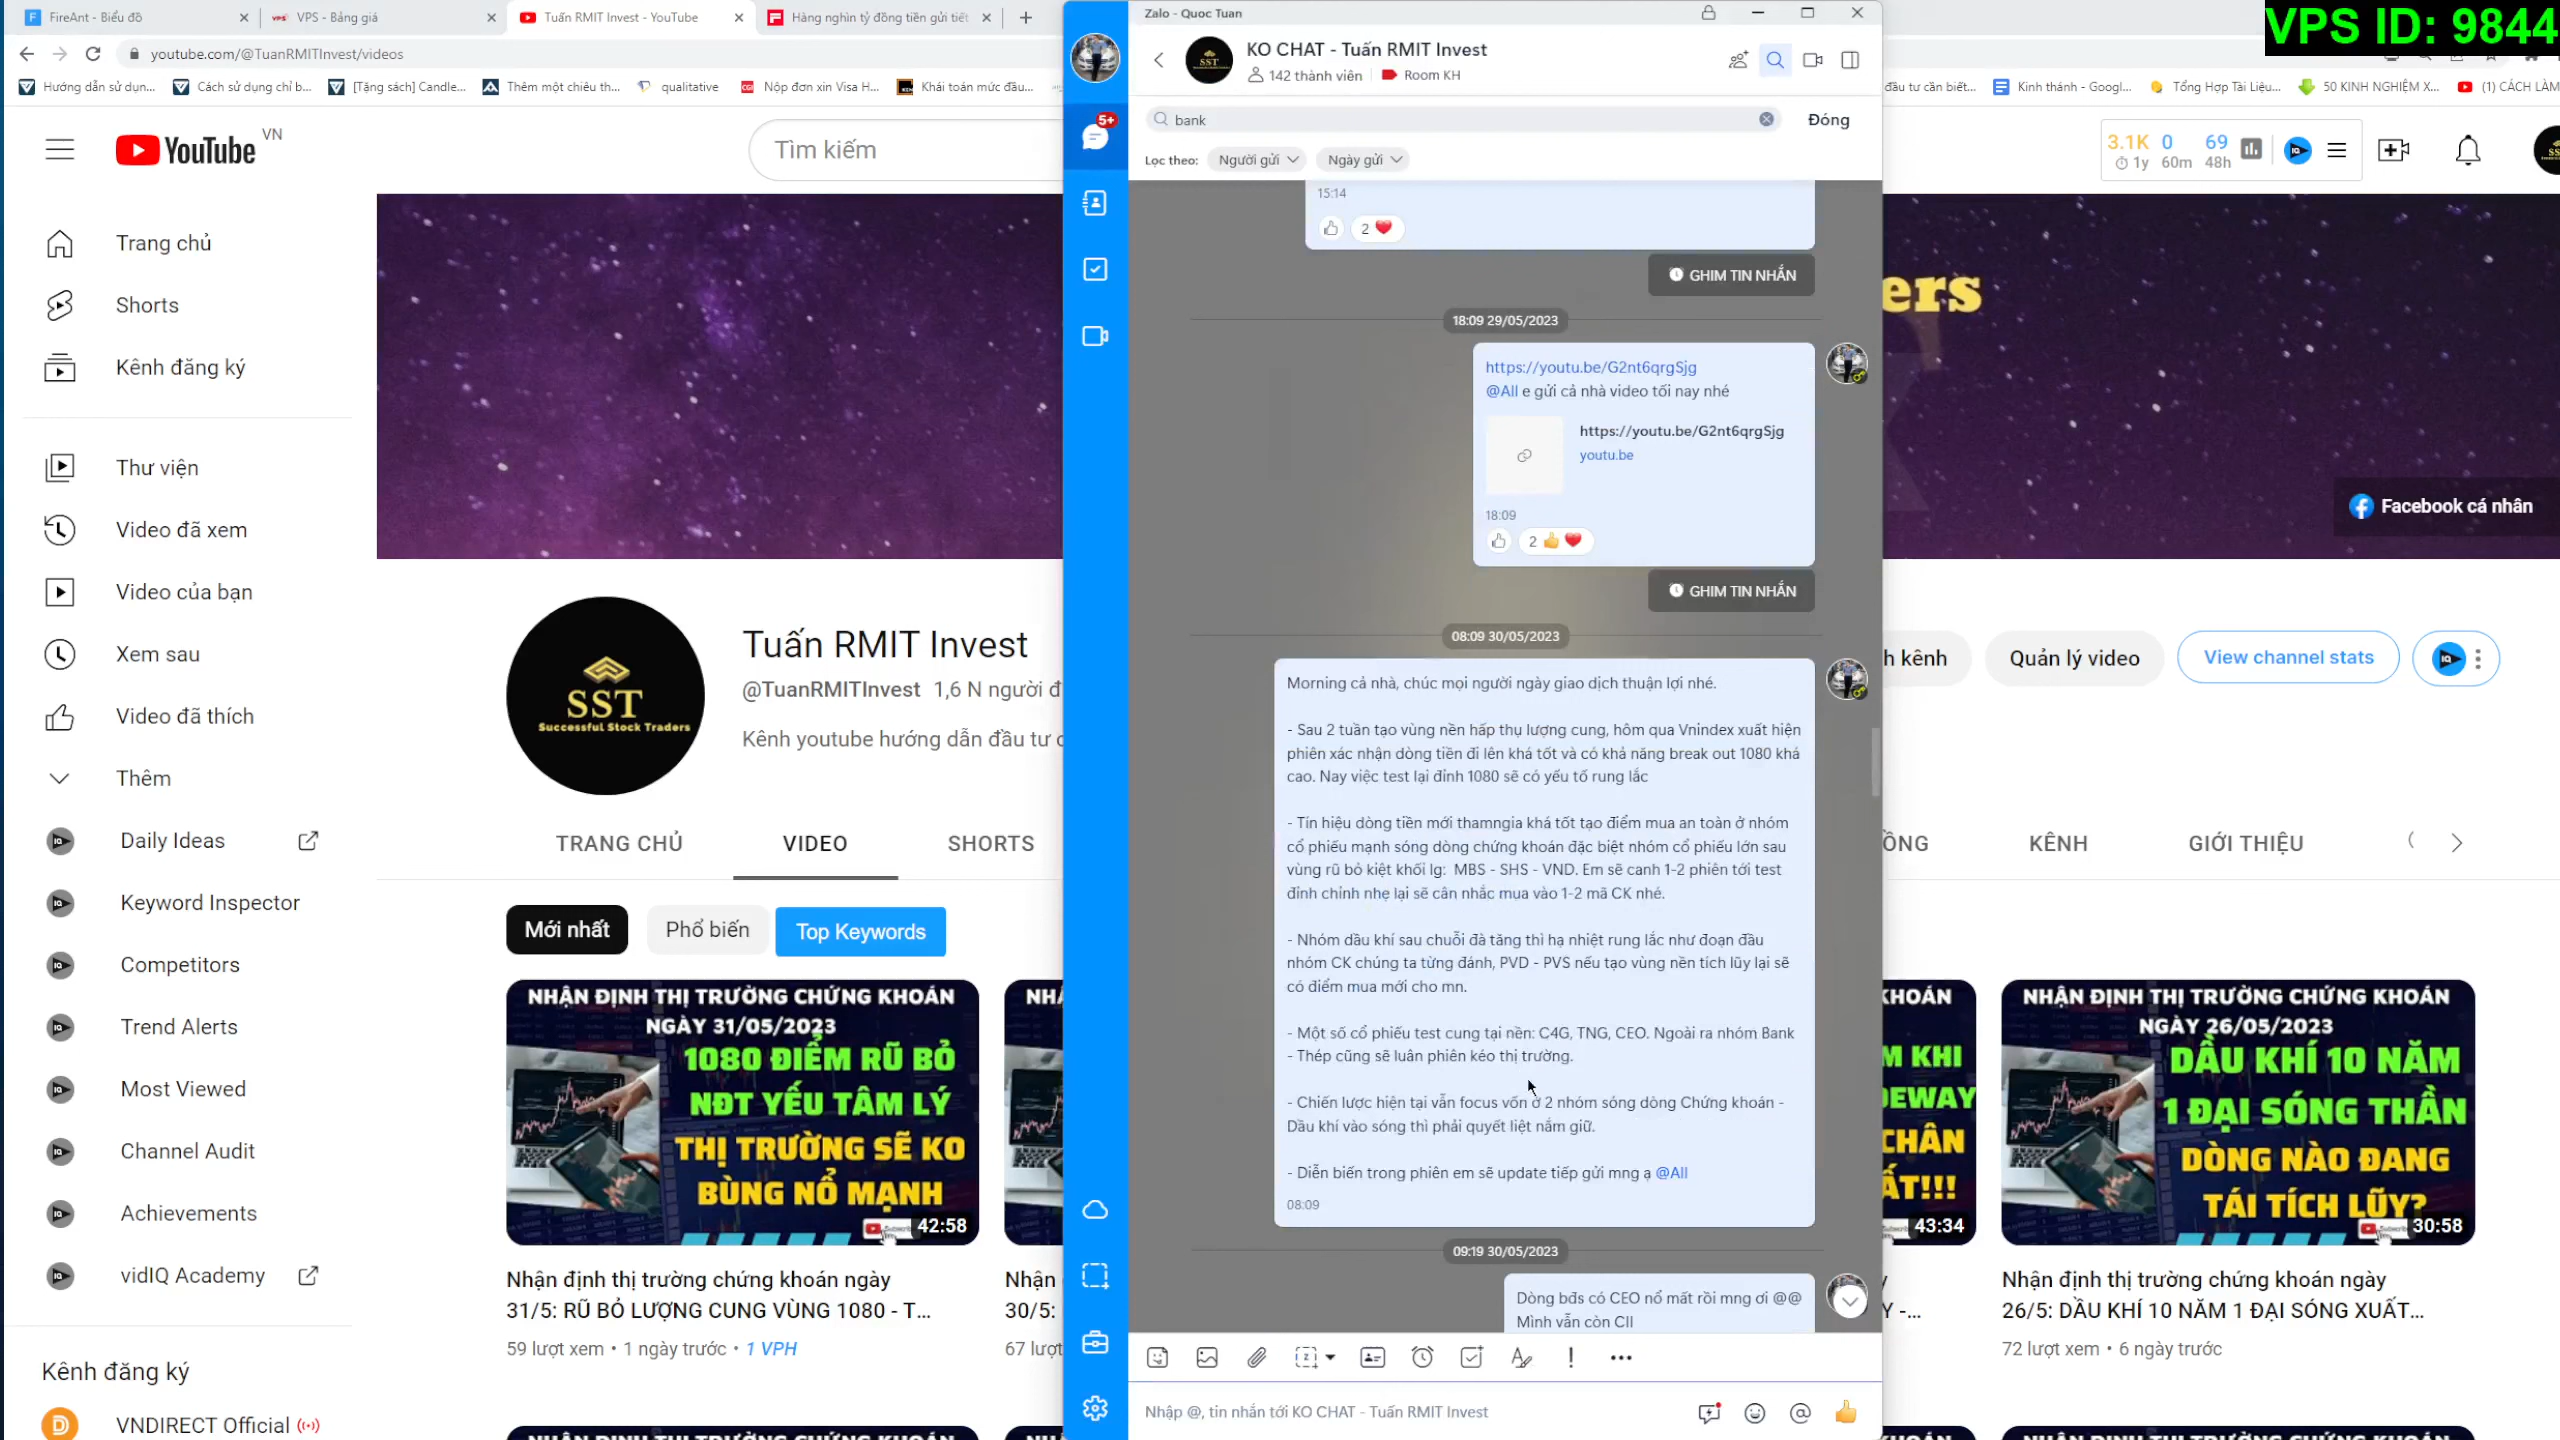 FireAnt - Biểu đồ
VPS - Bảng giá
Tuấn RMIT Invest - YouTube
Hàng nghìn tỷ đồng tiền gửi tiết
youtube.com/@TuanRMITInvest/videos
Hướng dẫn sử dụn...
Cách sử dụng chỉ b...
[Tặng sách] Candle...
Thêm một chiêu th...
qualitative
Nộp đơn xin Visa H...
Khái toán mức đầu...
đầu tư cần biết...
Kinh thánh - Googl...
Tổng Hợp Tài Liệu...
50 KINH NGHIỆM X...
(1) CÁCH LÀM
VPS ID: 9844
YouTube VN
Tìm kiếm
3.1K 0 69
1y 60m 48h
Trang chủ
Shorts
Kênh đăng ký
Thư viện
Video đã xem
Video của bạn
Xem sau
Video đã thích
Thêm
Daily Ideas
Keyword Inspector
Competitors
Trend Alerts
Most Viewed
Channel Audit
Achievements
vidIQ Academy
Kênh đăng ký
VNDIRECT Official
ers
Facebook cá nhân
SST
Successful Stock Traders
Tuấn RMIT Invest
@TuanRMITInvest 1,6 N người đ
Kênh youtube hướng dẫn đầu tư c
h kênh
Quản lý video
View channel stats
TRANG CHỦ
VIDEO
SHORTS
ỒNG
KÊNH
GIỚI THIỆU
Mới nhất
Phổ biến
Top Keywords
NHẬN ĐỊNH THỊ TRƯỜNG CHỨNG KHOÁN
NGÀY 31/05/2023
1080 ĐIỂM RŨ BỎ
NĐT YẾU TÂM LÝ
THỊ TRƯỜNG SẼ KO
BÙNG NỔ MẠNH
42:58
Nhận định thị trường chứng khoán ngày
31/5: RŨ BỎ LƯỢNG CUNG VÙNG 1080 - T...
59 lượt xem • 1 ngày trước • 1 VPH
NHẬ
Nhận
30/5:
67 lượt
KHOÁN
M KHI
DEWAY
CHÂN
ẤT!!!
43:34
Y -...
NHẬN ĐỊNH THỊ TRƯỜNG CHỨNG KHOÁN
NGÀY 26/05/2023
DẦU KHÍ 10 NĂM
1 ĐẠI SÓNG THẦN
DÒNG NÀO ĐANG
TÁI TÍCH LŨY?
30:58
Nhận định thị trường chứng khoán ngày
26/5: DẦU KHÍ 10 NĂM 1 ĐẠI SÓNG XUẤT...
72 lượt xem • 6 ngày trước
Zalo - Quoc Tuan
5+
SST
KO CHAT - Tuấn RMIT Invest
142 thành viên
Room KH
bank
Đóng
Lọc theo: Người gửi Ngày gửi
15:14
2
GHIM TIN NHẮN
18:09 29/05/2023
https://youtu.be/G2nt6qrgSjg
@All e gửi cả nhà video tối nay nhé
https://youtu.be/G2nt6qrgSjg
youtu.be
18:09
2
GHIM TIN NHẮN
08:09 30/05/2023
Morning cả nhà, chúc mọi người ngày giao dịch thuận lợi nhé.
- Sau 2 tuần tạo vùng nền hấp thụ lượng cung, hôm qua Vnindex xuất hiện
phiên xác nhận dòng tiền đi lên khá tốt và có khả năng break out 1080 khá
cao. Nay việc test lại đỉnh 1080 sẽ có yếu tố rung lắc
- Tín hiệu dòng tiền mới thamngia khá tốt tạo điểm mua an toàn ở nhóm
cổ phiếu mạnh sóng dòng chứng khoán đặc biệt nhóm cổ phiếu lớn sau
vùng rũ bỏ kiệt khối lg: MBS - SHS - VND. Em sẽ canh 1-2 phiên tới test
đỉnh chỉnh nhẹ lại sẽ cân nhắc mua vào 1-2 mã CK nhé.
- Nhóm dầu khí sau chuỗi đà tăng thì hạ nhiệt rung lắc như đoạn đầu
nhóm CK chúng ta từng đánh, PVD - PVS nếu tạo vùng nền tích lũy lại sẽ
có điểm mua mới cho mn.
- Một số cổ phiếu test cung tại nền: C4G, TNG, CEO. Ngoài ra nhóm Bank
- Thép cũng sẽ luân phiên kéo thị trường.
- Chiến lược hiện tại vẫn focus vốn ở 2 nhóm sóng dòng Chứng khoán -
Dầu khí vào sóng thì phải quyết liệt nắm giữ.
- Diễn biến trong phiên em sẽ update tiếp gửi mng ạ @All
08:09
09:19 30/05/2023
Dòng bđs có CEO nổ mất rồi mng ơi @@
Mình vẫn còn CII
Nhập @, tin nhắn tới KO CHAT - Tuấn RMIT Invest